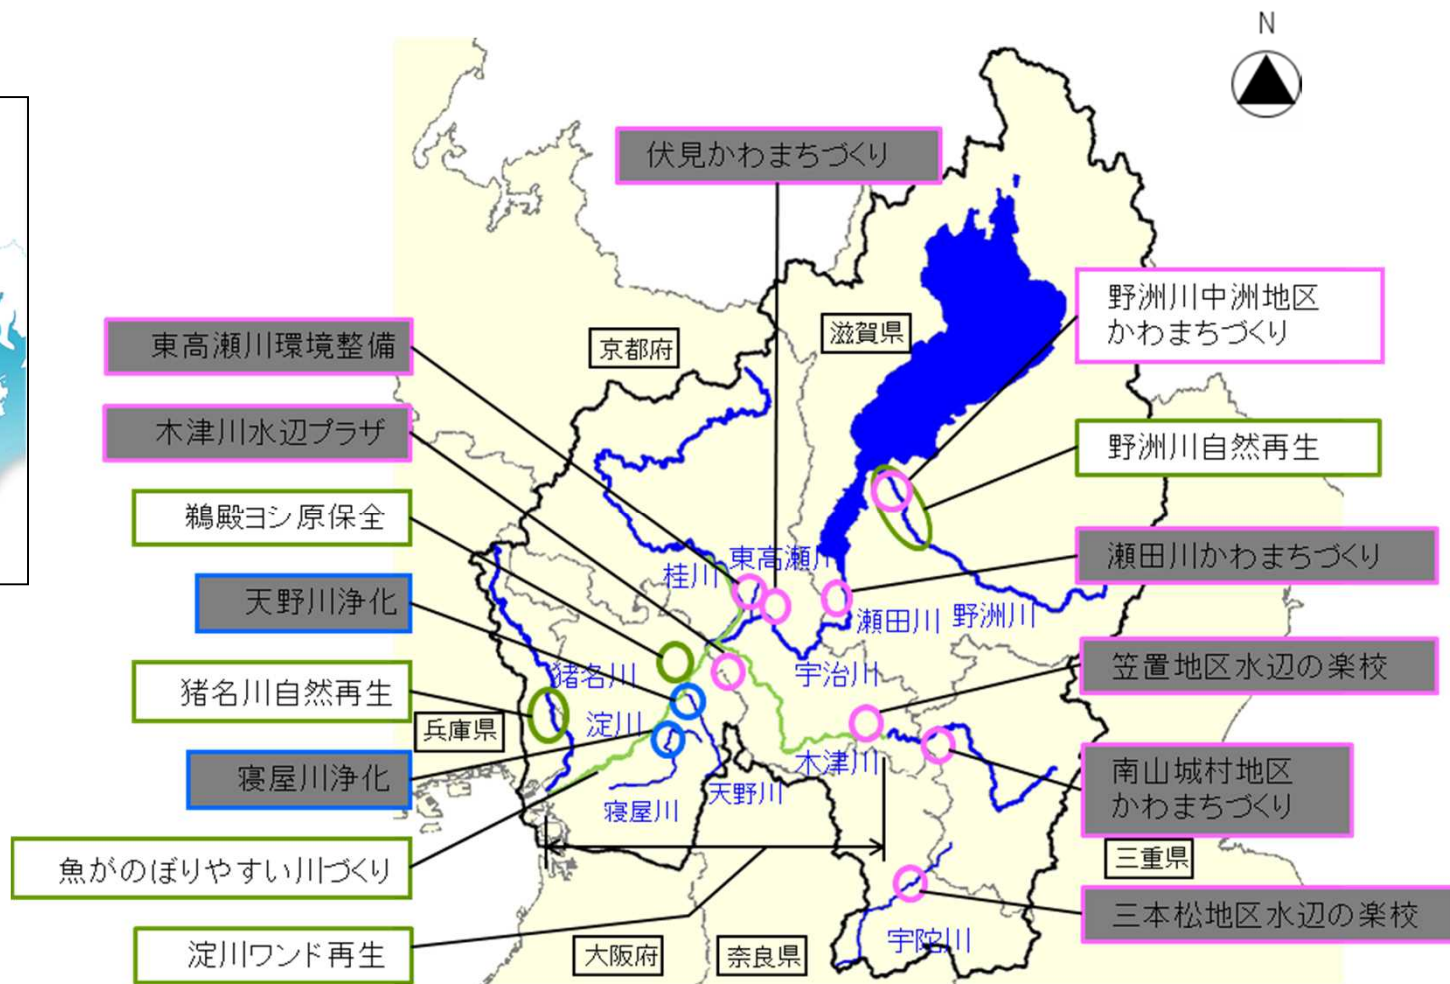 N
伏見かわまちづくり
野洲川中洲地区
かわまちづくり
滋賀県
京都府
東高瀬川環境整備
木津川水辺プラザ
野洲川自然再生
鵜殿ヨシ原保全
瀬田川かわまちづくり
東高瀬川
桂川
天野川浄化
瀬田川
野洲川
笠置地区水辺の楽校
猪名川
宇治川
猪名川自然再生
兵庫県
淀川
木津川
寝屋川浄化
南山城村地区
かわまちづくり
天野川
寝屋川
三重県
魚がのぼりやすい川づくり
三本松地区水辺の楽校
宇陀川
淀川ワンド再生
大阪府
奈良県